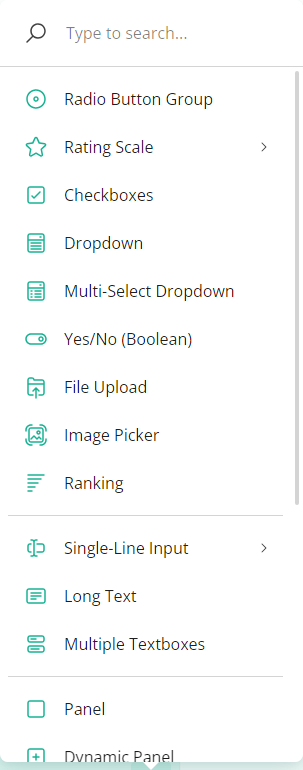 Type to search...
Radio Button Group
Rating Scale
Checkboxes
Dropdown
Multi-Select Dropdown
Yes/No (Boolean)
File Upload
Image Picker
Ranking
Single-Line Input
Long Text
Multiple Textboxes
Panel
Dynamic Panel